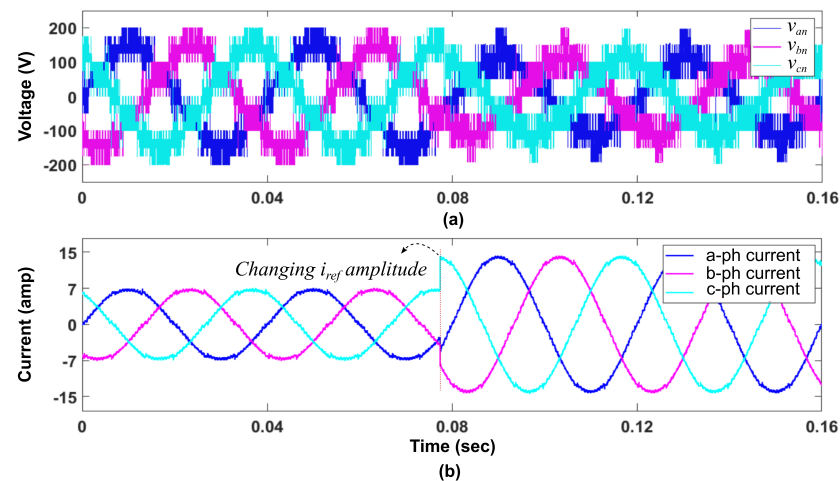 200
100
0
-100
-200
Voltage (V)
v_an
v_bn
v_cn
0
0.04
0.08
0.12
0.16
(a)
15
7
0
-7
-15
Current (amp)
Changing i_ref amplitude
a-ph current
b-ph current
c-ph current
0
0.04
0.08
0.12
0.16
Time (sec)
(b)